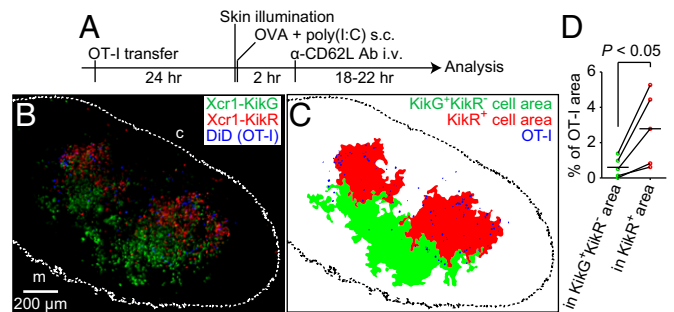 A
Skin illumination
OVA + poly(I:C) s.c.
OT-I transfer
α-CD62L Ab i.v.
24 hr
2 hr
18-22 hr
Analysis
B
Xcr1-KikG
Xcr1-KikR
DiD (OT-I)
c
m
200 μm
C
KikG+KikR- cell area
KikR+ cell area
OT-I
D
P < 0.05
% of OT-I area
6
4
2
0
in KikG+KikR- area
in KikR+ area